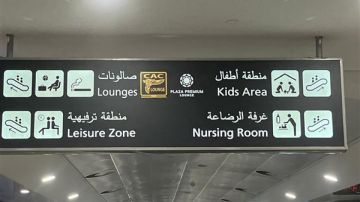 صالونات
Lounges
CAC
LOUNGE
PLAZA PREMIUM
LOUNGE
منطقة أطفال
Kids Area
منطقة ترفيهية
Leisure Zone
غرفة الرضاعة
Nursing Room